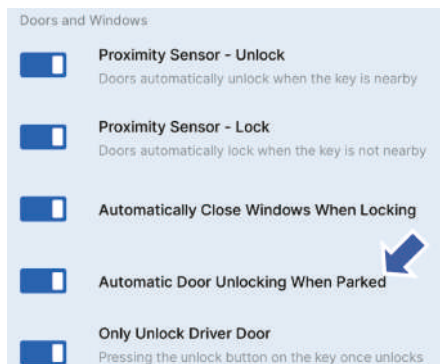 Doors and Windows
Proximity Sensor - Unlock
Doors automatically unlock when the key is nearby
Proximity Sensor - Lock
Doors automatically lock when the key is not nearby
Automatically Close Windows When Locking
Automatic Door Unlocking When Parked
Only Unlock Driver Door
Pressing the unlock button on the key once unlocks